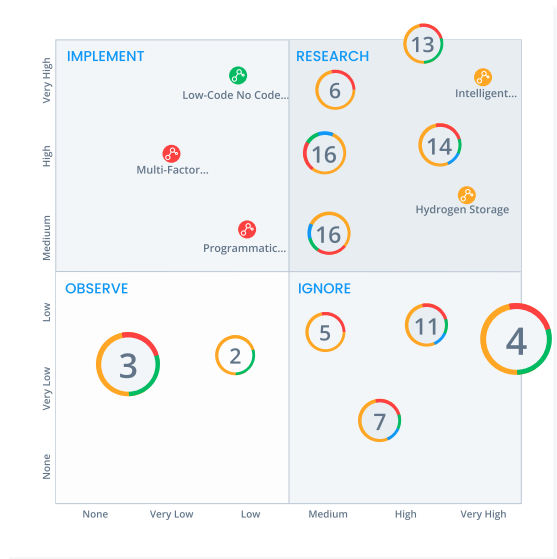 13
IMPLEMENT
RESEARCH
Very High
6
Low-Code No Code...
Intelligent...
High
16
14
Multi-Factor...
Hydrogen Storage
Mediuum
16
Programmatic...
OBSERVE
IGNORE
Low
5
11
4
3
2
Very Low
7
None
None
Very Low
Low
Medium
High
Very High